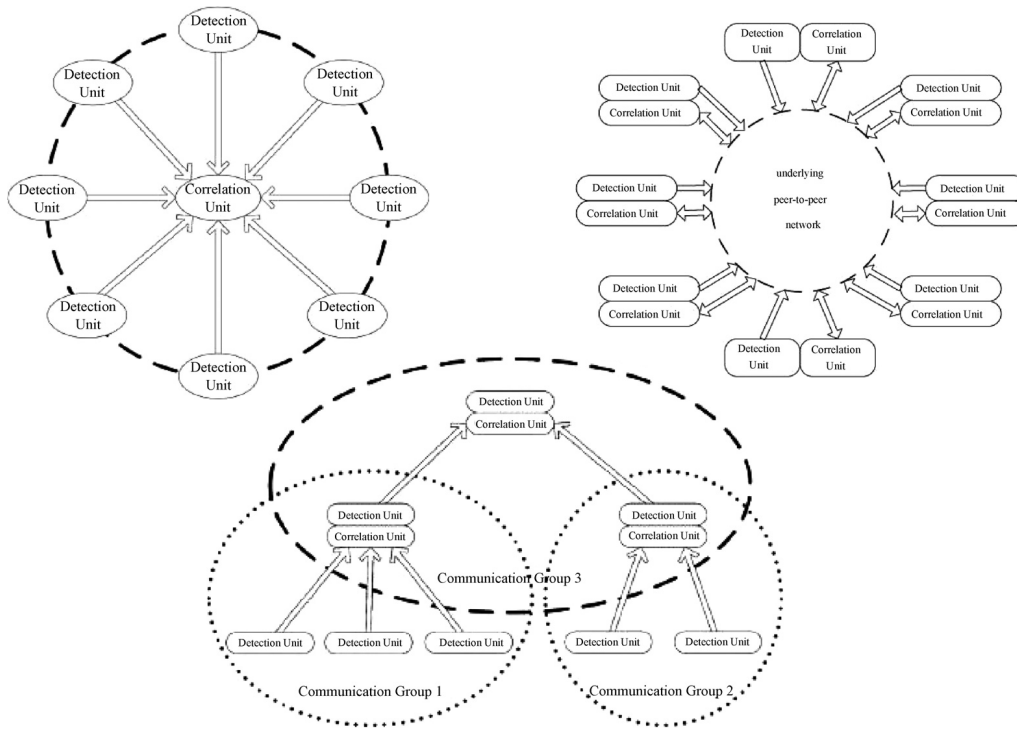 Detection
Unit
Detection
Unit
Detection
Unit
Detection
Unit
Correlation
Unit
Detection
Unit
Detection
Unit
Detection
Unit
Detection
Unit
Detection
Unit
Correlation
Unit
Detection Unit
Correlation Unit
Detection Unit
Correlation Unit
Detection Unit
Correlation Unit
underlying
peer-to-peer
network
Detection Unit
Correlation Unit
Detection Unit
Correlation Unit
Detection Unit
Correlation Unit
Detection
Unit
Correlation
Unit
Detection Unit
Correlation Unit
Detection Unit
Correlation Unit
Detection Unit
Correlation Unit
Communication Group 3
Detection Unit
Detection Unit
Detection Unit
Detection Unit
Detection Unit
Communication Group 1
Communication Group 2